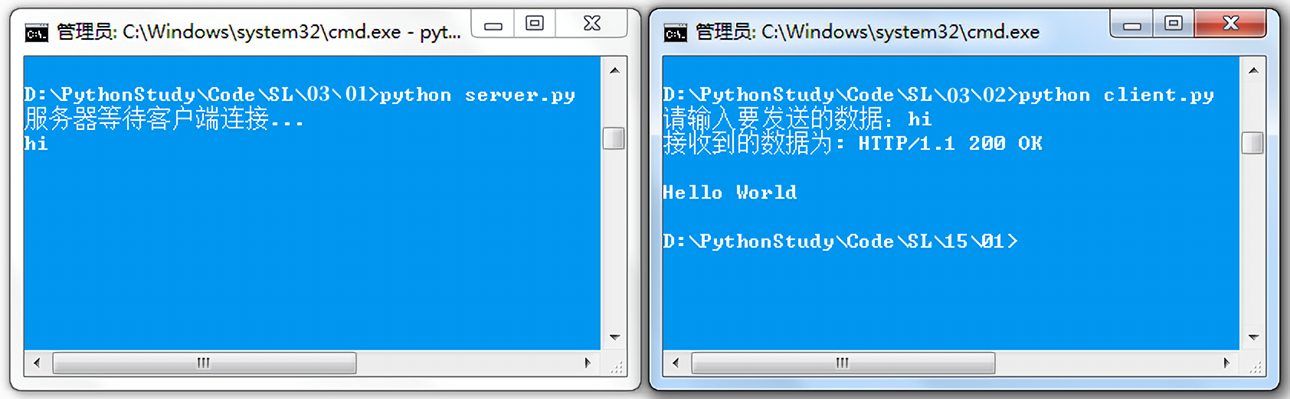 管理员: C:\Windows\system32\cmd.exe - pyt...
D:\PythonStudy\Code\SL\03\01>python server.py
服务器等待客户端连接...
hi
管理员: C:\Windows\system32\cmd.exe
D:\PythonStudy\Code\SL\03\02>python client.py
请输入要发送的数据：hi
接收到的数据为: HTTP/1.1 200 OK
Hello World
D:\PythonStudy\Code\SL\15\01>